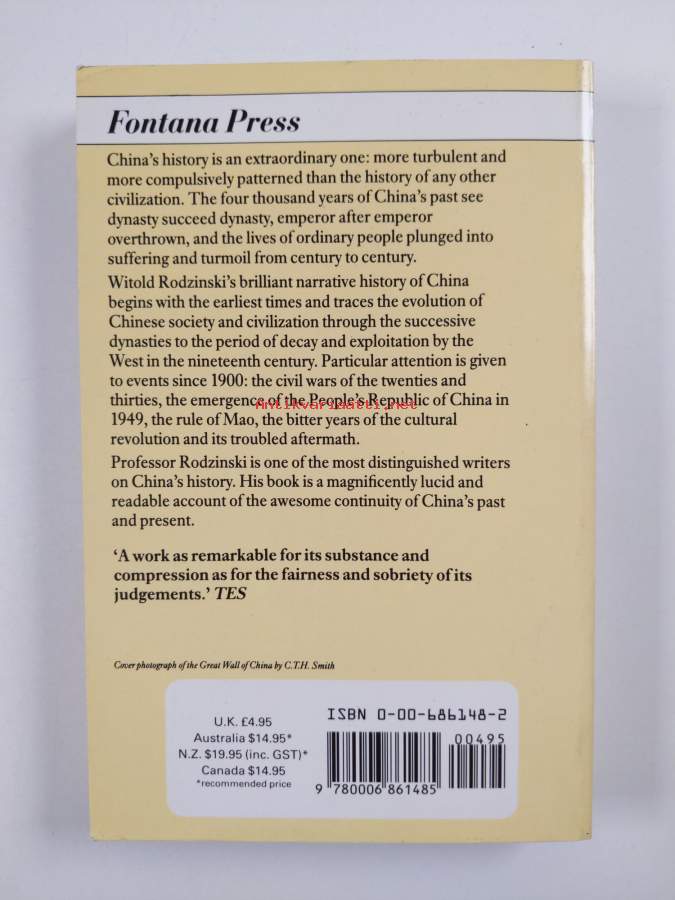 Fontana Press
China's history is an extraordinary one: more turbulent and
more compulsively patterned than the history of any other
civilization. The four thousand years of China's past see
dynasty succeed dynasty, emperor after emperor
overthrown, and the lives of ordinary people plunged into
suffering and turmoil from century to century.
Witold Rodzinski's brilliant narrative history of China
begins with the earliest times and traces the evolution of
Chinese society and civilization through the successive
dynasties to the period of decay and exploitation by the
West in the nineteenth century. Particular attention is given
to events since 1900: the civil wars of the twenties and
thirties, the emergence of the People's Republic of China in
Antikvariaatti.net
1949, the rule of Mao, the bitter years of the cultural
revolution and its troubled aftermath.
Professor Rodzinski is one of the most distinguished writers
on China's history. His book is a magnificently lucid and
readable account of the awesome continuity of China's past
and present.
'A work as remarkable for its substance and
compression as for the fairness and sobriety of its
judgements.' TES
Cover photograph of the Great Wall of China by C.T.H. Smith
U.K. £4.95
Australia $14.95*
N.Z. $19.95 (inc. GST)*
Canada $14.95
*recommended price
ISBN 0-00-686148-2
00495
9 780006 861485